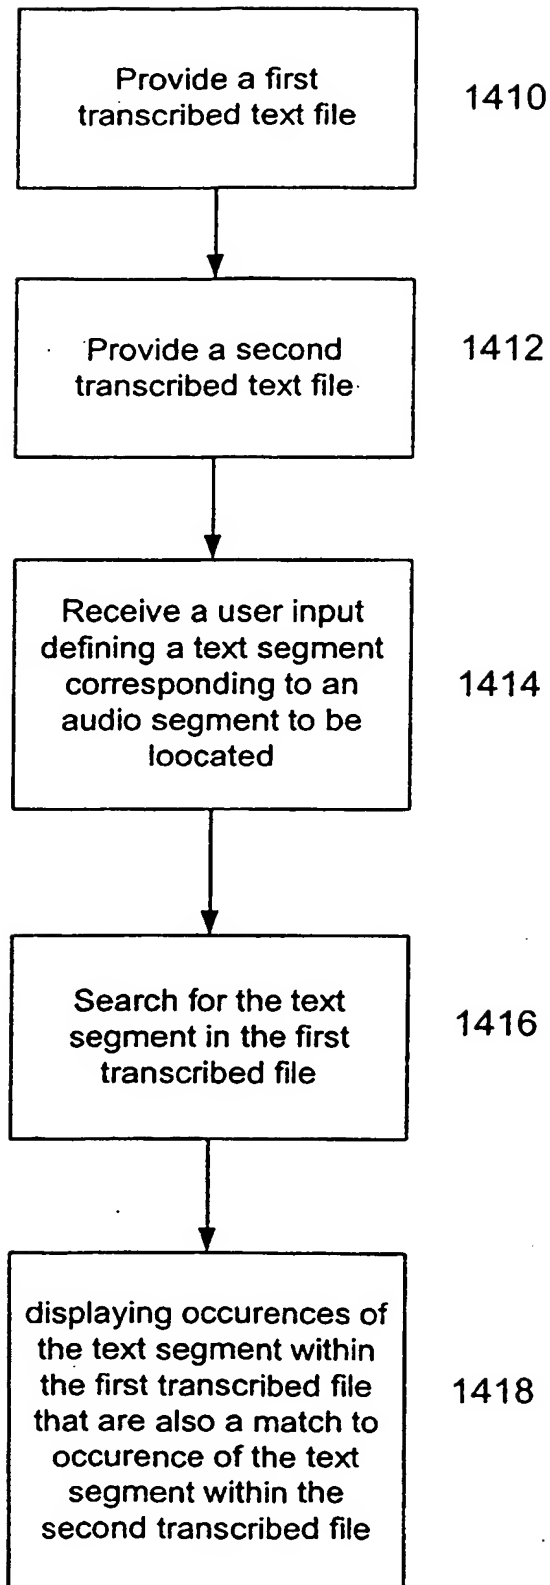 Provide a first
transcribed text file
1410
Provide a second
transcribed text file
1412
Receive a user input
defining a text segment
corresponding to an
audio segment to be
loocated
1414
Search for the text
segment in the first
transcribed file
1416
displaying occurences of
the text segment within
the first transcribed file
that are also a match to
occurence of the text
segment within the
second transcribed file
1418